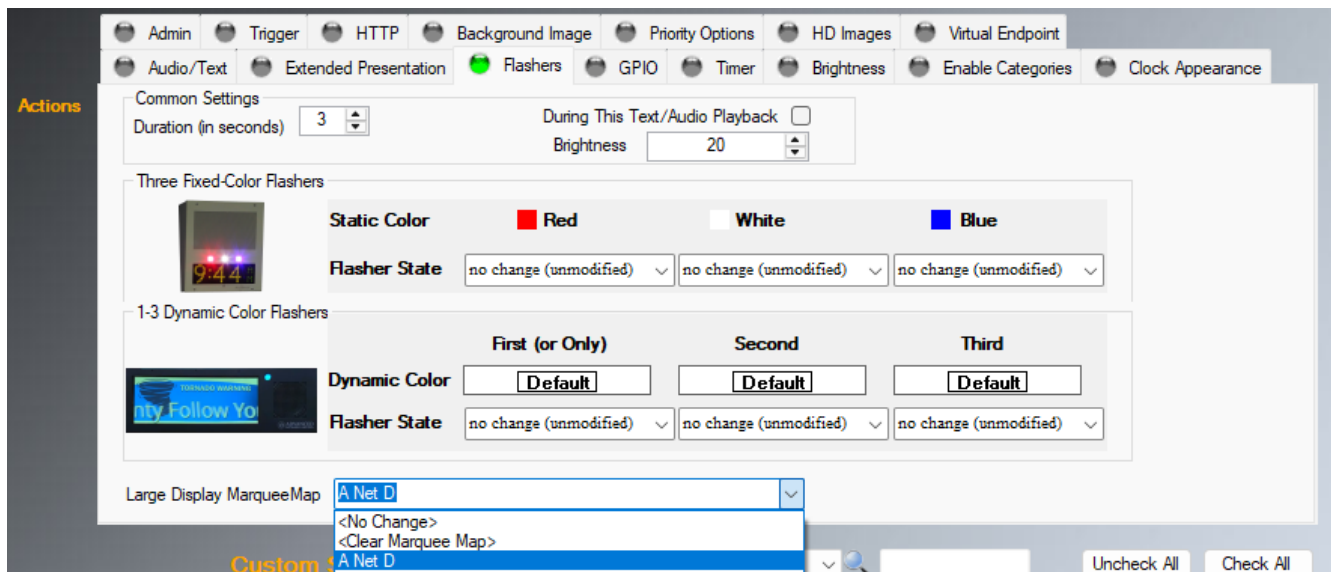 Admin Trigger HTTP Background Image Priority Options HD Images Virtual Endpoint
Audio/Text Extended Presentation Flashers GPIO Timer Brightness Enable Categories Clock Appearance
Actions
Common Settings
Duration (in seconds) 3 During This Text/Audio Playback
Brightness 20
Three Fixed-Color Flashers
Static Color Red White Blue
9:44
Flasher State no change (unmodified) no change (unmodified) no change (unmodified)
1-3 Dynamic Color Flashers
First (or Only) Second Third
TORNADO WARNING
nty Follow You
Dynamic Color Default Default Default
Flasher State no change (unmodified) no change (unmodified) no change (unmodified)
Large Display MarqueeMap A Net D
<No Change>
<Clear Marquee Map>
A Net D
Custom
Uncheck All Check All